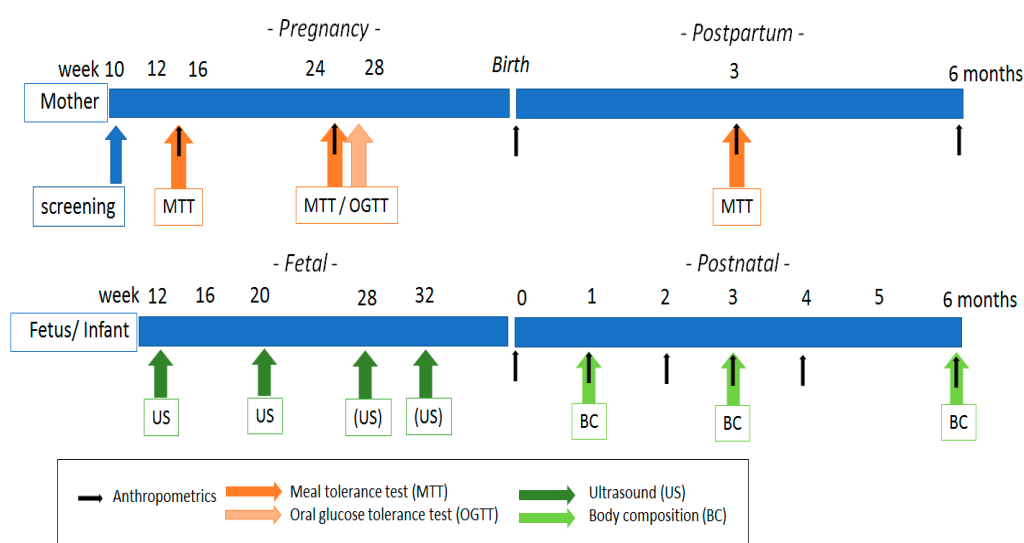 - Pregnancy -
- Postpartum -
week 10 12 16 24 28 Birth 3 6 months
Mother
screening
MTT
MTT / OGTT
MTT
- Fetal -
- Postnatal -
week 12 16 20 28 32 0 1 2 3 4 5 6 months
Fetus/ Infant
US
US
(US)
(US)
BC
BC
BC
Anthropometrics
Meal tolerance test (MTT)
Oral glucose tolerance test (OGTT)
Ultrasound (US)
Body composition (BC)